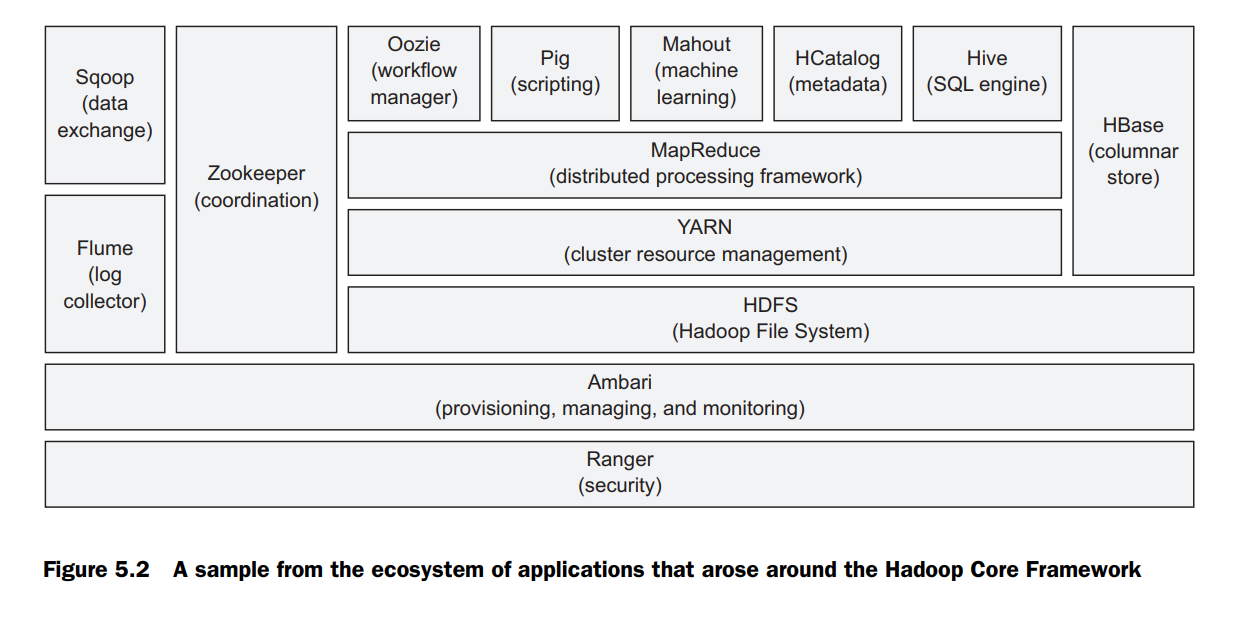 Sqoop
(data
exchange)
Flume
(log
collector)
Zookeeper
(coordination)
Oozie
(workflow
manager)
Pig
(scripting)
Mahout
(machine
learning)
HCatalog
(metadata)
Hive
(SQL engine)
HBase
(columnar
store)
MapReduce
(distributed processing framework)
YARN
(cluster resource management)
HDFS
(Hadoop File System)
Ambari
(provisioning, managing, and monitoring)
Ranger
(security)
Figure 5.2 A sample from the ecosystem of applications that arose around the Hadoop Core Framework